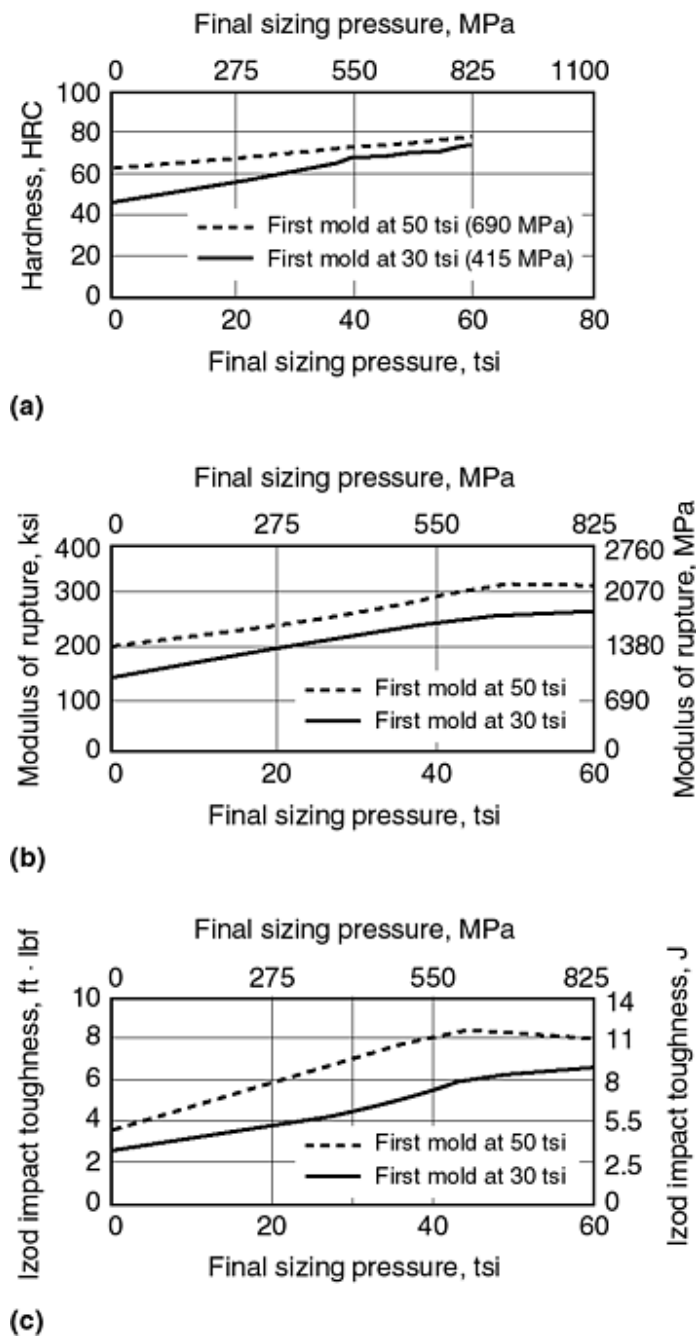 Final sizing pressure, MPa
0 275 550 825 1100
Hardness, HRC
100
80
60
40
20
0
First mold at 50 tsi (690 MPa)
First mold at 30 tsi (415 MPa)
0 20 40 60 80
Final sizing pressure, tsi
(a)
Final sizing pressure, MPa
0 275 550 825
Modulus of rupture, ksi
400
300
200
100
0
First mold at 50 tsi
First mold at 30 tsi
2760
2070
1380
690
0
Modulus of rupture, MPa
0 20 40 60
Final sizing pressure, tsi
(b)
Final sizing pressure, MPa
0 275 550 825
Izod impact toughness, ft · lbf
10
8
6
4
2
0
First mold at 50 tsi
First mold at 30 tsi
14
11
8
5.5
2.5
0
Izod impact toughness, J
0 20 40 60
Final sizing pressure, tsi
(c)